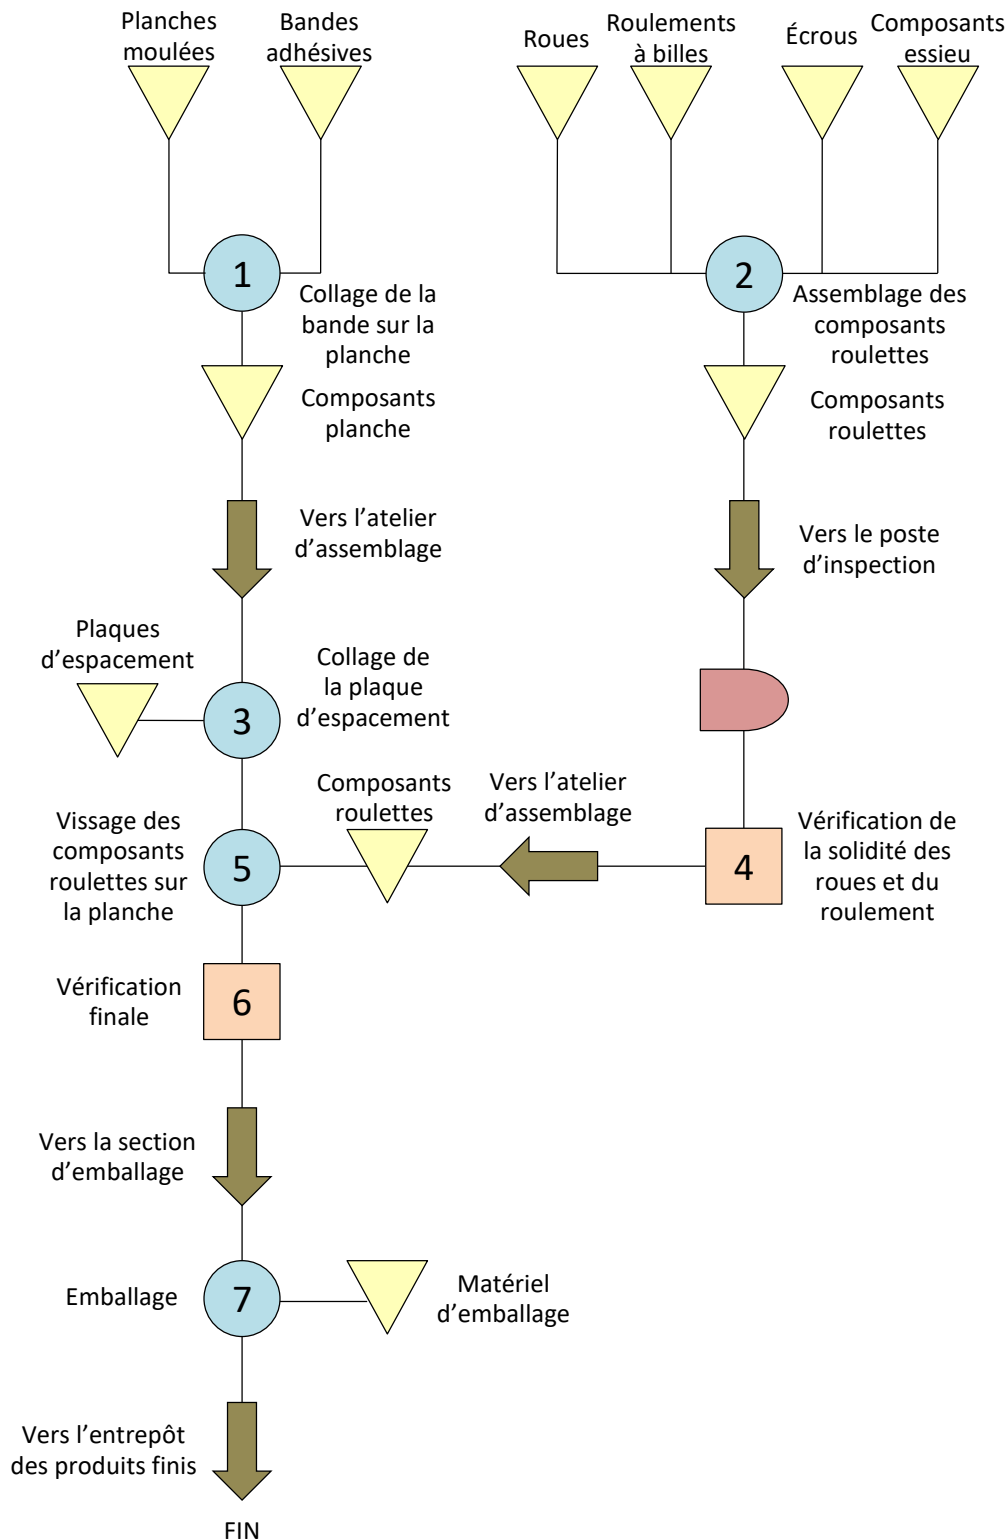 Planches
moulées
Bandes
adhésives
Roues
Roulements
à billes
Écrous
Composants
essieu
1
Collage de la
bande sur la
planche
2
Assemblage des
composants
roulettes
Composants
planche
Composants
roulettes
Vers l’atelier
d’assemblage
Vers le poste
d’inspection
Plaques
d’espacement
3
Collage de
la plaque
d’espacement
Vissage des
composants
roulettes sur
la planche
5
Composants
roulettes
Vers l’atelier
d’assemblage
4
Vérification de
la solidité des
roues et du
roulement
Vérification
finale
6
Vers la section
d’emballage
Emballage
7
Matériel
d’emballage
Vers l’entrepôt
des produits finis
FIN